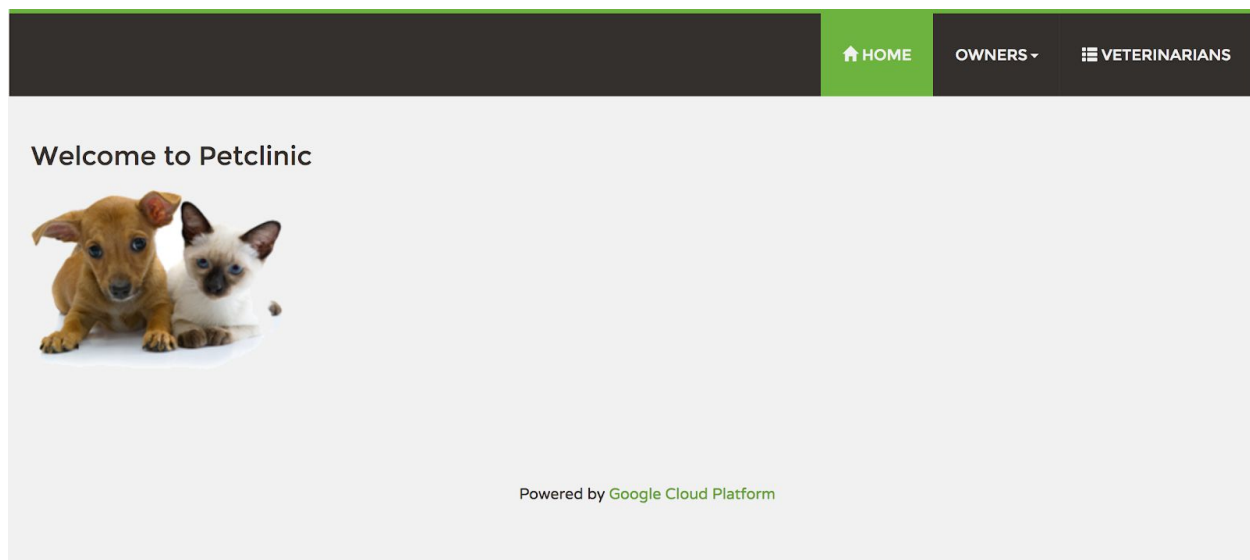 HOME OWNERS VETERINARIANS
Welcome to Petclinic
Powered by Google Cloud Platform